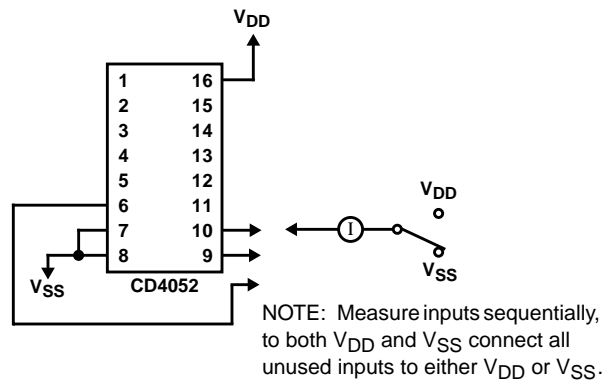 VDD
1 16
2 15
3 14
4 13
5 12
6 11
7 10
8 9
VSS
CD4052
I
VDD
VSS
NOTE: Measure inputs sequentially,
to both VDD and VSS connect all
unused inputs to either VDD or VSS.